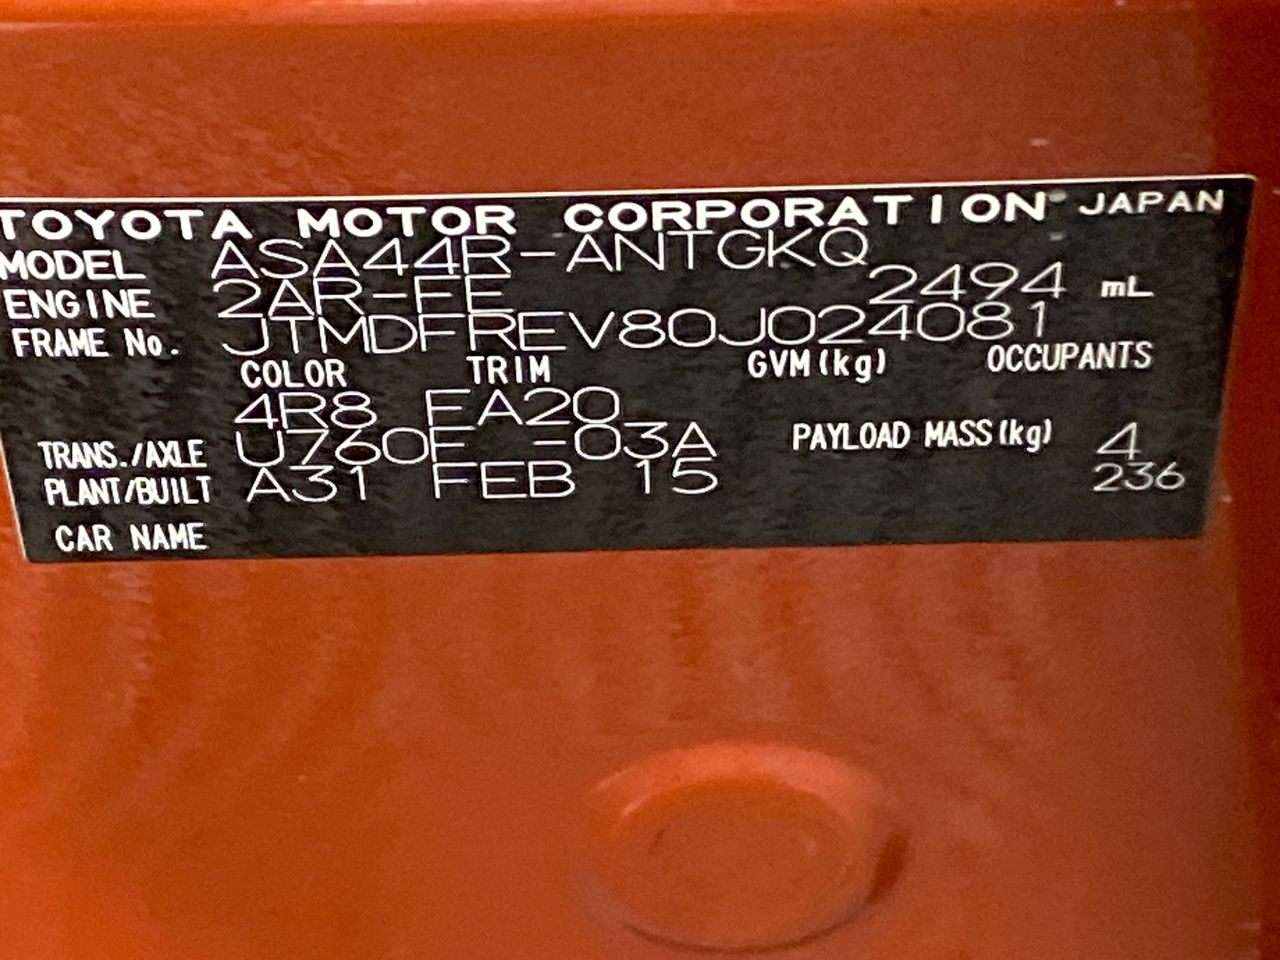 TOYOTA MOTOR CORPORATION JAPAN
MODEL ASA44R-ANTGKQ
ENGINE 2AR-FE 2494 mL
FRAME No. JTMDFREV80J024081
COLOR TRIM GVM(kg) OCCUPANTS
4R8 EA20
TRANS./AXLE U760F -03A PAYLOAD MASS(kg) 4
PLANT/BUILT A31 FEB 15 236
CAR NAME